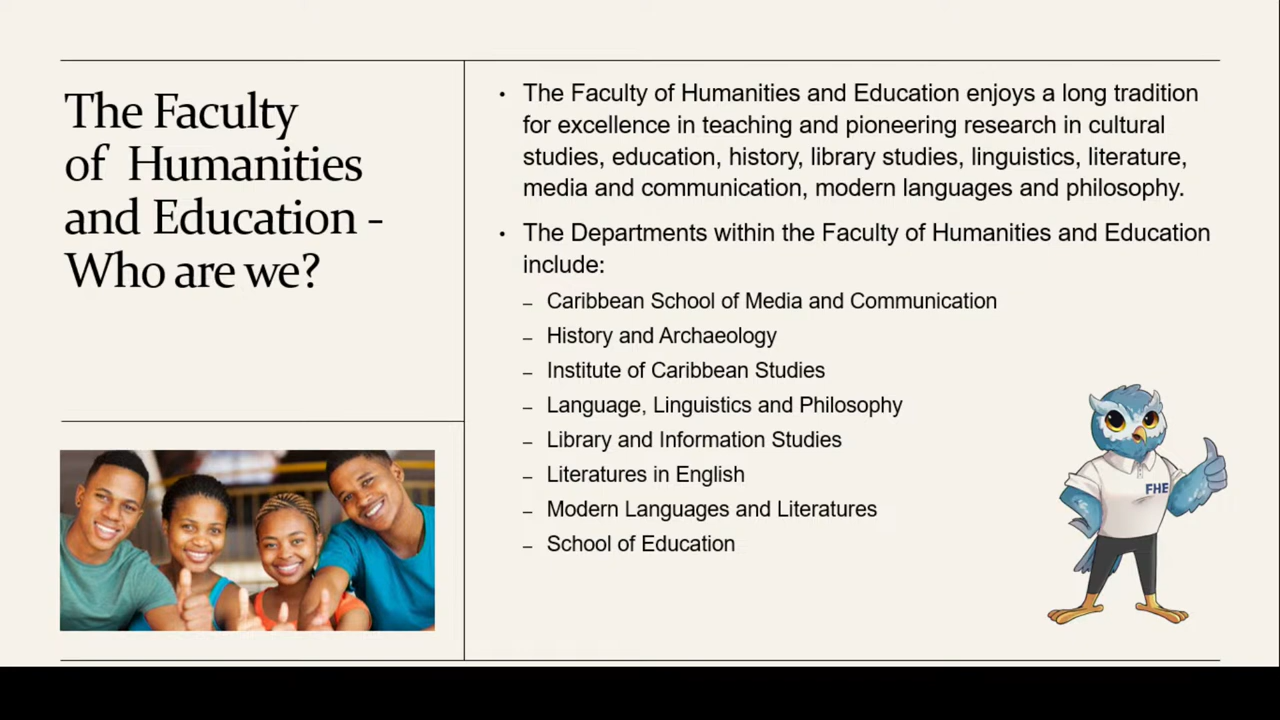 The Faculty
of  Humanities
and Education -
Who are we?
• The Faculty of Humanities and Education enjoys a long tradition
for excellence in teaching and pioneering research in cultural
studies, education, history, library studies, linguistics, literature,
media and communication, modern languages and philosophy.
• The Departments within the Faculty of Humanities and Education
include:
– Caribbean School of Media and Communication
– History and Archaeology
– Institute of Caribbean Studies
– Language, Linguistics and Philosophy
– Library and Information Studies
– Literatures in English
– Modern Languages and Literatures
– School of Education
FHE